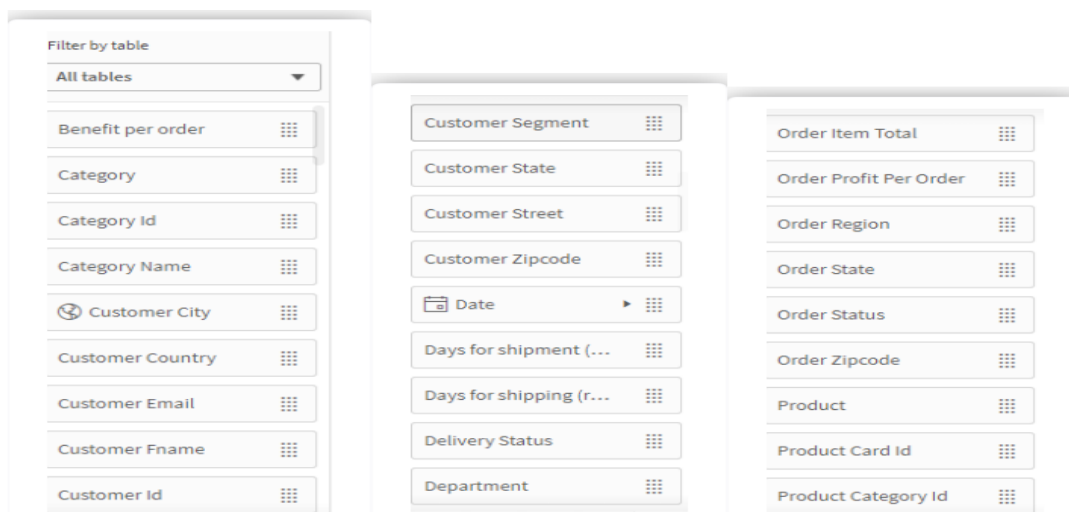 Filter by table
All tables
Benefit per order
Category
Category Id
Category Name
Customer City
Customer Country
Customer Email
Customer Fname
Customer Id
Customer Segment
Customer State
Customer Street
Customer Zipcode
Date
Days for shipment (...
Days for shipping (r...
Delivery Status
Department
Order Item Total
Order Profit Per Order
Order Region
Order State
Order Status
Order Zipcode
Product
Product Card Id
Product Category Id